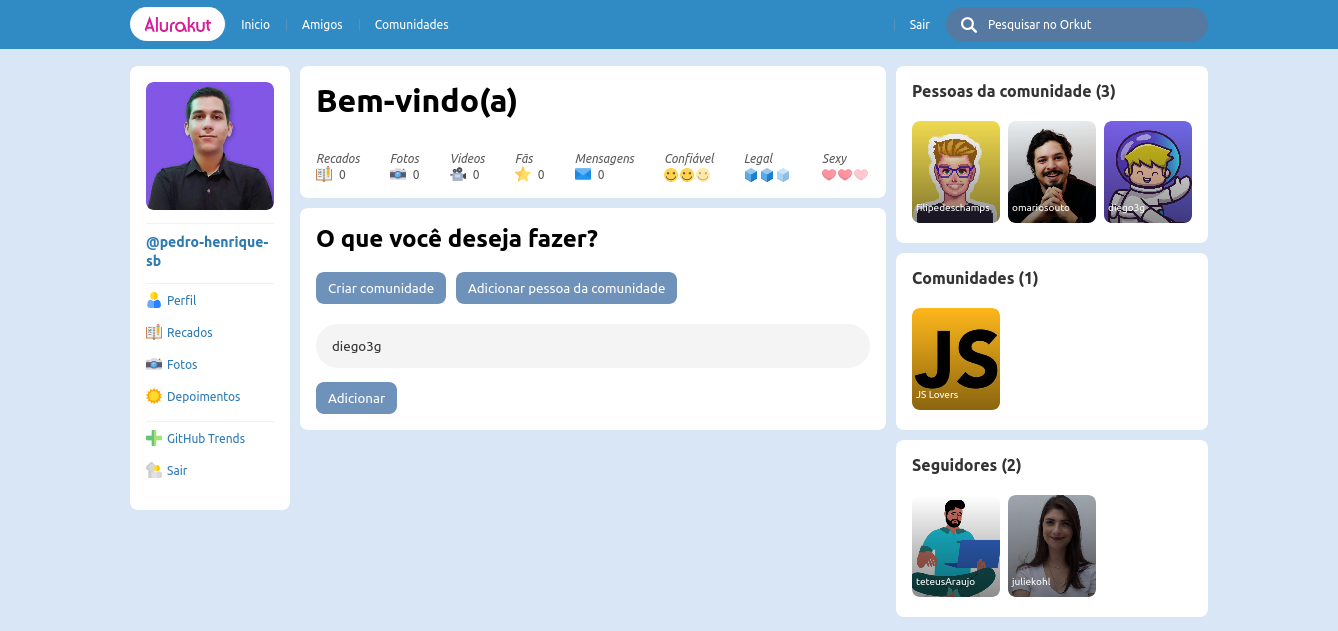 Alurakut
Inicio
Amigos
Comunidades
Sair
Pesquisar no Orkut
@pedro-henrique-
sb
Perfil
Recados
Fotos
Depoimentos
GitHub Trends
Sair
Bem-vindo(a)
Recados
0
Fotos
0
Videos
0
Fãs
0
Mensagens
0
Confiável
Legal
Sexy
O que você deseja fazer?
Criar comunidade
Adicionar pessoa da comunidade
diego3g
Adicionar
Pessoas da comunidade (3)
filipedeschamps
omariosouto
diego3g
Comunidades (1)
JS
JS Lovers
Seguidores (2)
teteusAraujo
juliekohl